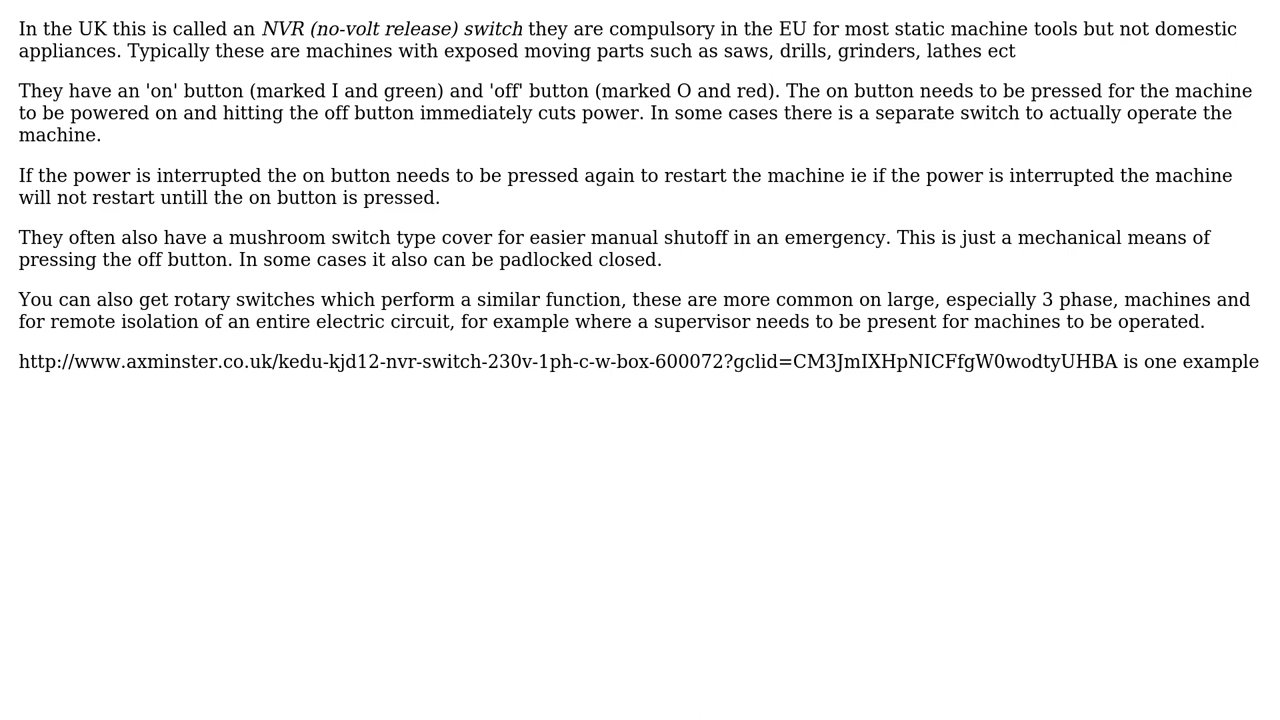 In the UK this is called an NVR (no-volt release) switch they are compulsory in the EU for most static machine tools but not domestic
appliances. Typically these are machines with exposed moving parts such as saws, drills, grinders, lathes ect
They have an 'on' button (marked I and green) and 'off' button (marked O and red). The on button needs to be pressed for the machine
to be powered on and hitting the off button immediately cuts power. In some cases there is a separate switch to actually operate the
machine.
If the power is interrupted the on button needs to be pressed again to restart the machine ie if the power is interrupted the machine
will not restart untill the on button is pressed.
They often also have a mushroom switch type cover for easier manual shutoff in an emergency. This is just a mechanical means of
pressing the off button. In some cases it also can be padlocked closed.
You can also get rotary switches which perform a similar function, these are more common on large, especially 3 phase, machines and
for remote isolation of an entire electric circuit, for example where a supervisor needs to be present for machines to be operated.
http://www.axminster.co.uk/kedu-kjd12-nvr-switch-230v-1ph-c-w-box-600072?gclid=CM3JmIXHpNICFfgW0wodtyUHBA is one example